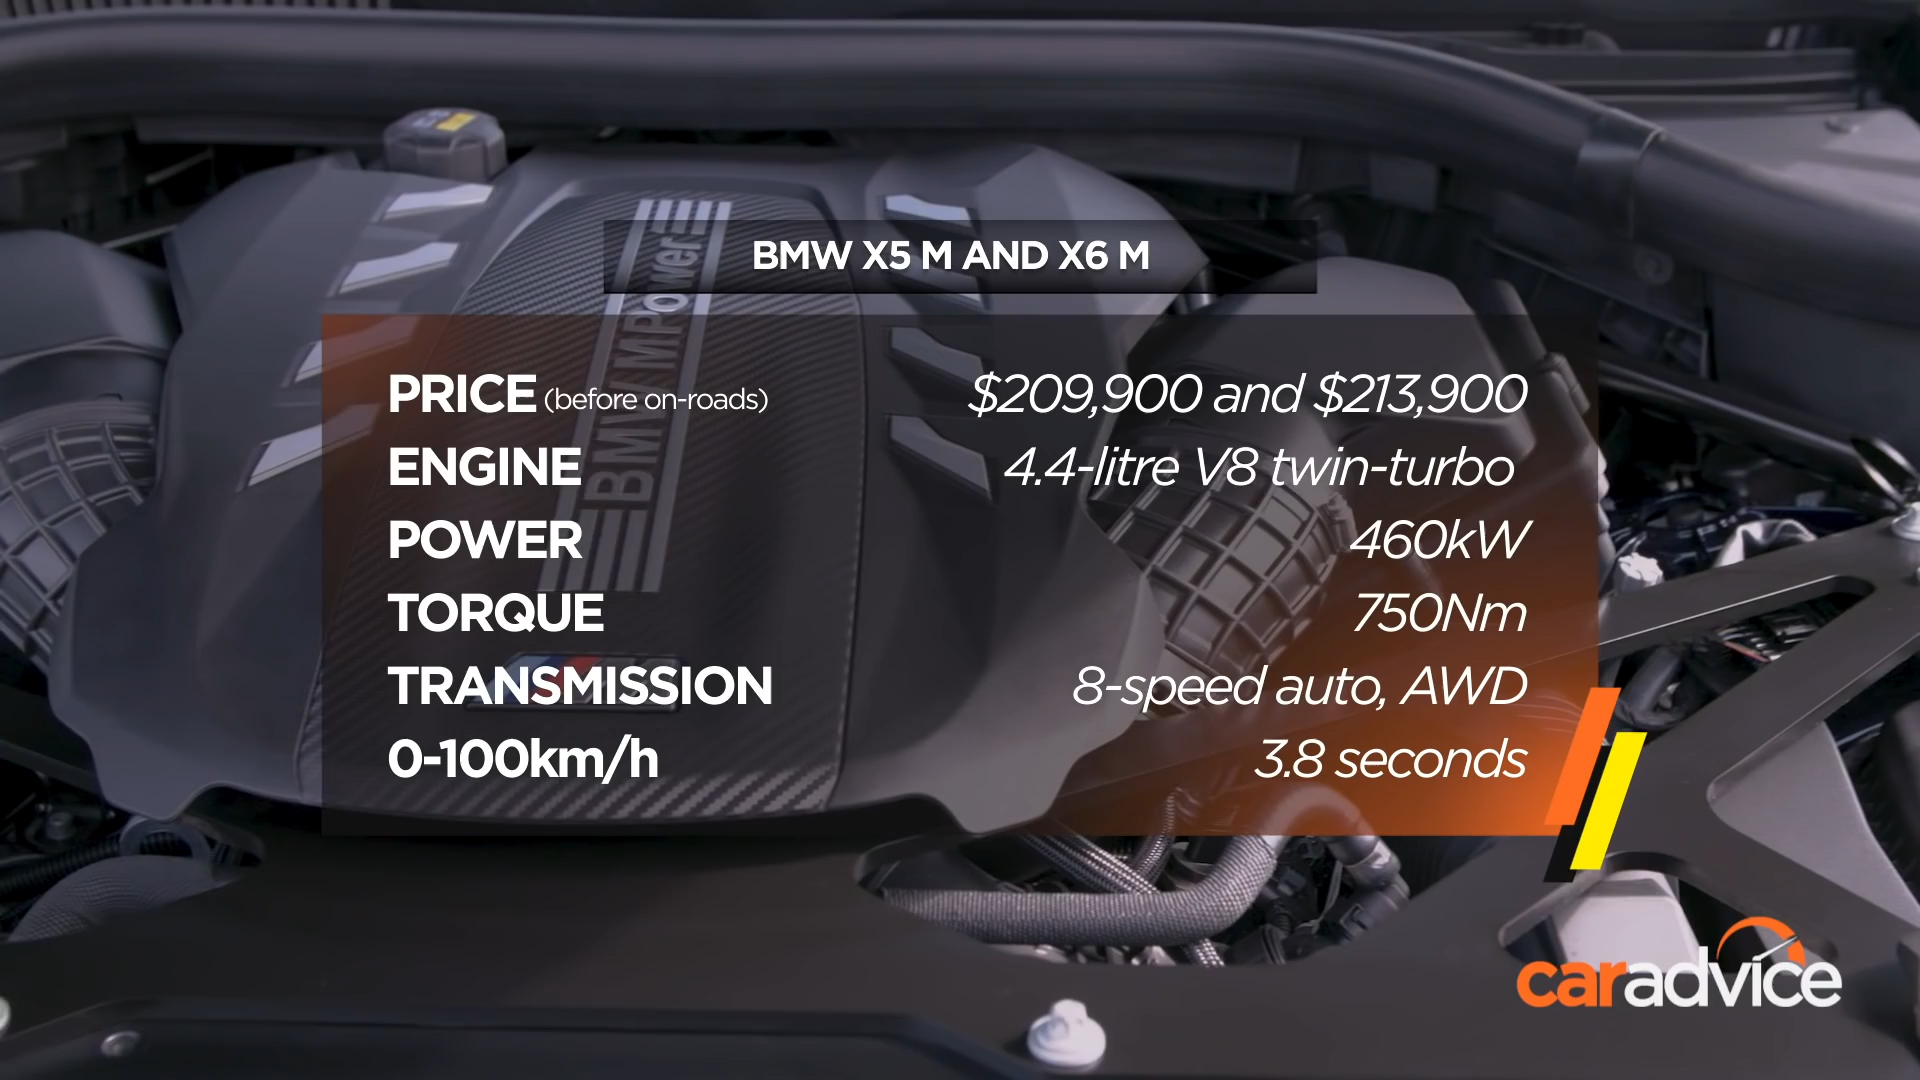 BMW X5 M AND X6 M
PRICE (before on-roads) $209,900 and $213,900
ENGINE 4.4-litre V8 twin-turbo
POWER 460kW
TORQUE 750Nm
TRANSMISSION 8-speed auto, AWD
0-100km/h 3.8 seconds
BMW M Power
caradvice